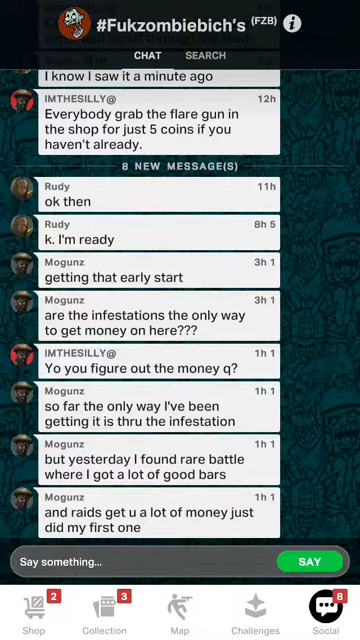 #Fukzombiebich's (FZB) i
CHAT SEARCH
I know I saw it a minute ago
IMTHESILLY@ 12h
Everybody grab the flare gun in
the shop for just 5 coins if you
haven't already.
8 NEW MESSAGE(S)
Rudy 11h
ok then
Rudy 8h 5
k. I'm ready
Mogunz 3h 1
getting that early start
Mogunz 3h 1
are the infestations the only way
to get money on here???
IMTHESILLY@ 1h 1
Yo you figure out the money q?
Mogunz 1h 1
so far the only way I've been
getting it is thru the infestation
Mogunz 1h 1
but yesterday I found rare battle
where I got a lot of good bars
Mogunz 1h 1
and raids get u a lot of money just
did my first one
Say something... SAY
2 3 8
Shop Collection Map Challenges Social